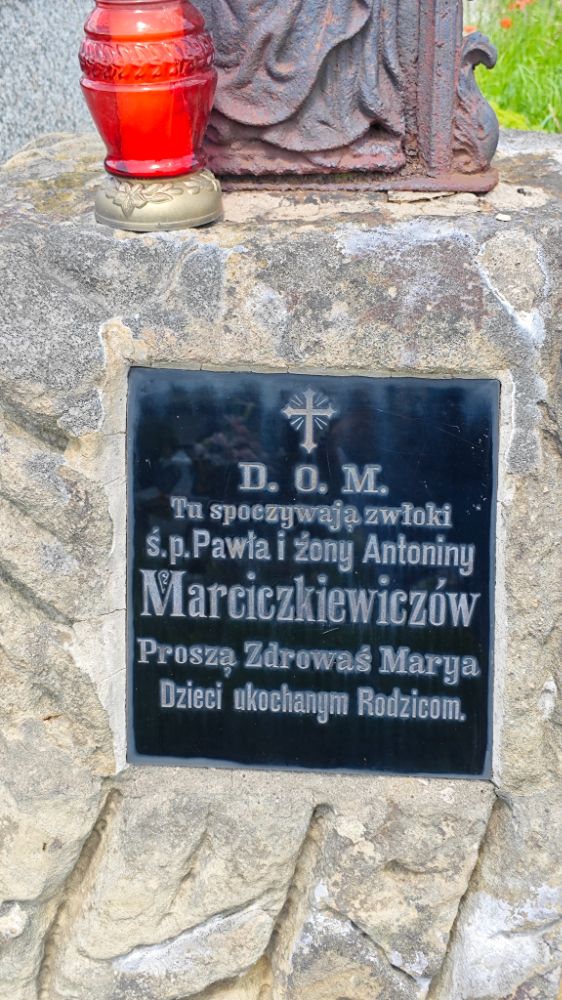 D. O. M.
Tu spoczywają zwłoki
ś.p. Pawła i żony Antoniny
Marciczkiewiczów
Proszą Zdrowaś Marya
Dzieci ukochanym Rodzicom.